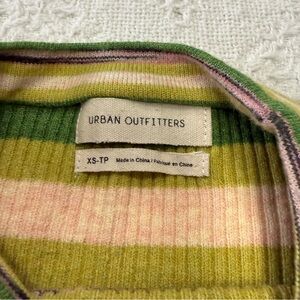 URBAN OUTFITTERS
XS-TP Made in China / Fabriqué en Chine